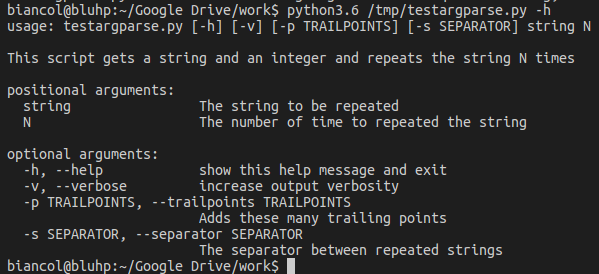 biancol@bluhp:~/Google Drive/work$ python3.6 /tmp/testargparse.py -h
usage: testargparse.py [-h] [-v] [-p TRAILPOINTS] [-s SEPARATOR] string N
This script gets a string and an integer and repeats the string N times
positional arguments:
string The string to be repeated
N The number of time to repeated the string
optional arguments:
-h, --help show this help message and exit
-v, --verbose increase output verbosity
-p TRAILPOINTS, --trailpoints TRAILPOINTS
Adds these many trailing points
-s SEPARATOR, --separator SEPARATOR
The separator between repeated strings
biancol@bluhp:~/Google Drive/work$